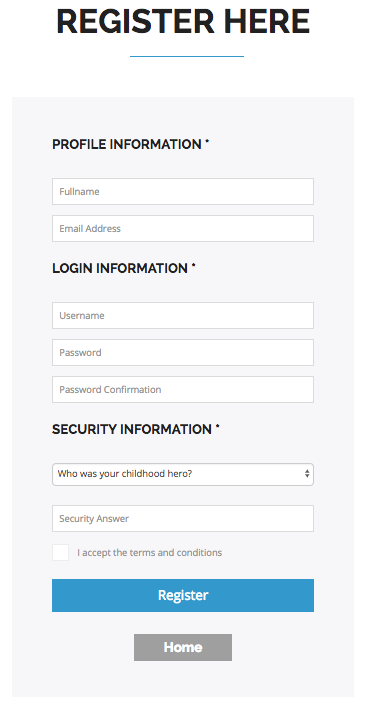 REGISTER HERE
PROFILE INFORMATION *
Fullname
Email Address
LOGIN INFORMATION *
Username
Password
Password Confirmation
SECURITY INFORMATION *
Who was your childhood hero?
Security Answer
I accept the terms and conditions
Register
Home